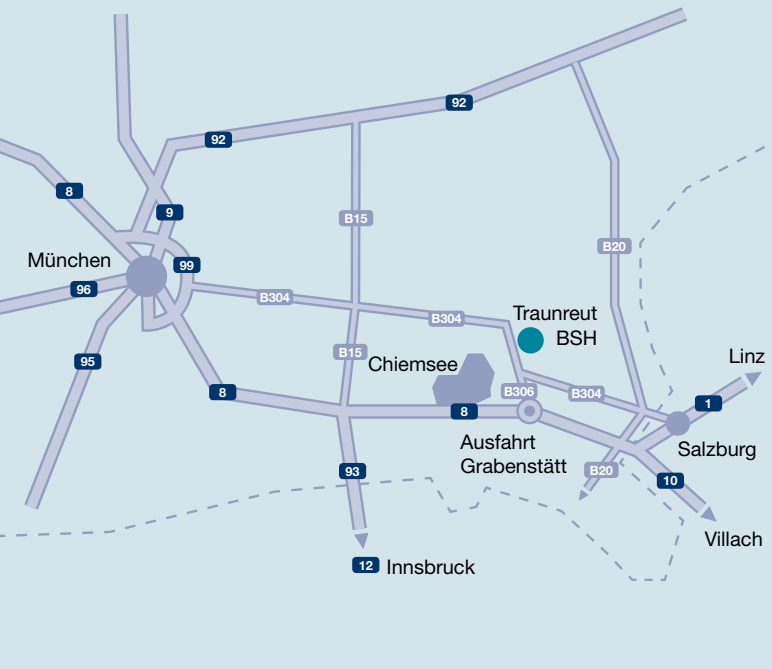 92
92
8
9
B15
B20
München
99
96
B304
B304
Traunreut
BSH
B15
Chiemsee
Linz
95
8
B306
B304
8
1
Ausfahrt
Grabenstätt
Salzburg
93
B20
10
Villach
12 Innsbruck